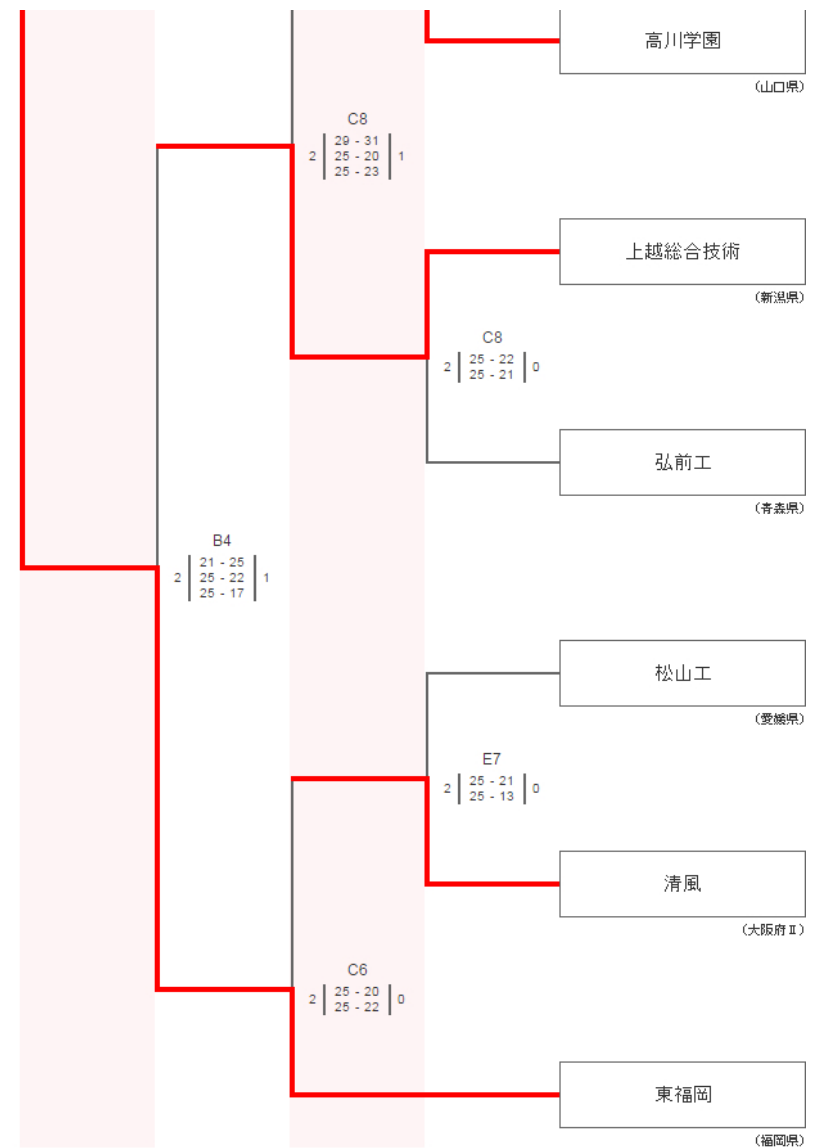 高川学園
(山口県)
C8
2 29 - 31 1
25 - 20
25 - 23
上越総合技術
(新潟県)
C8
2 25 - 22 0
25 - 21
弘前工
(青森県)
B4
2 21 - 25 1
25 - 22
25 - 17
松山工
(愛媛県)
E7
2 25 - 21 0
25 - 13
清風
(大阪府Ⅱ)
C6
2 25 - 20 0
25 - 22
東福岡
(福岡県)